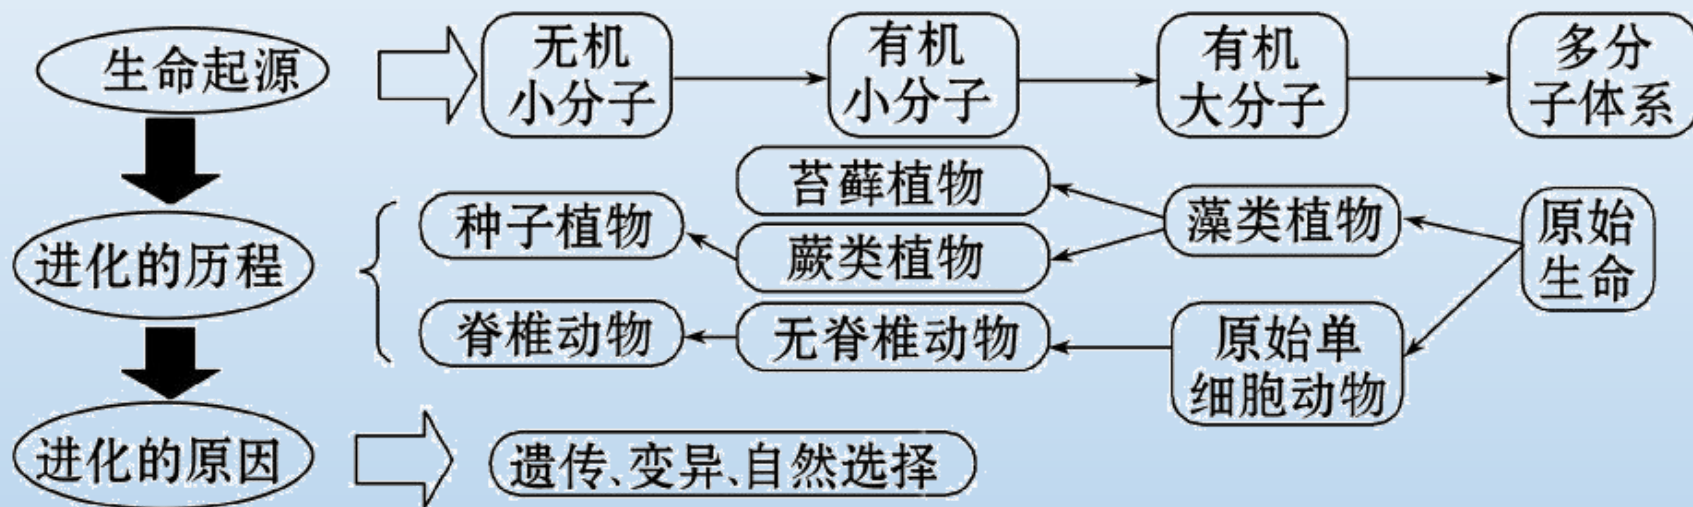 生命起源
无机
小分子
有机
小分子
有机
大分子
多分
子体系
进化的历程
种子植物
苔藓植物
蕨类植物
藻类植物
原始
生命
脊椎动物
无脊椎动物
原始单
细胞动物
进化的原因
遗传、变异、自然选择